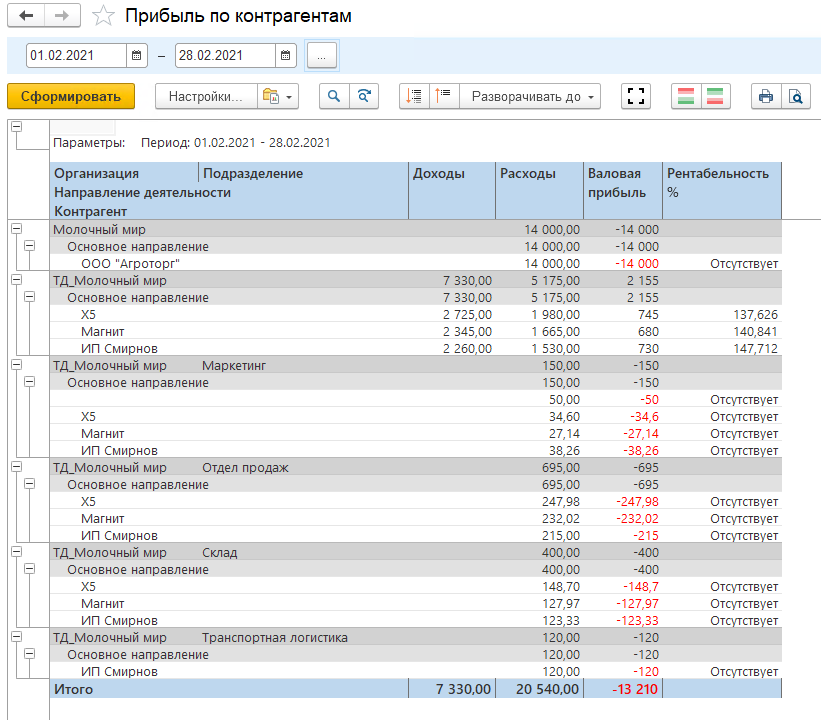 Прибыль по контрагентам
01.02.2021 – 28.02.2021 ...
Сформировать Настройки... Разворачивать до
Параметры: Период: 01.02.2021 - 28.02.2021
Организация Подразделение Доходы Расходы Валовая прибыль Рентабельность %
Направление деятельности
Контрагент
Молочный мир 14 000,00 -14 000
Основное направление 14 000,00 -14 000
ООО "Агроторг" 14 000,00 -14 000 Отсутствует
ТД_Молочный мир 7 330,00 5 175,00 2 155
Основное направление 7 330,00 5 175,00 2 155
X5 2 725,00 1 980,00 745 137,626
Магнит 2 345,00 1 665,00 680 140,841
ИП Смирнов 2 260,00 1 530,00 730 147,712
ТД_Молочный мир Маркетинг 150,00 -150
Основное направление 150,00 -150
50,00 -50 Отсутствует
X5 34,60 -34,6 Отсутствует
Магнит 27,14 -27,14 Отсутствует
ИП Смирнов 38,26 -38,26 Отсутствует
ТД_Молочный мир Отдел продаж 695,00 -695
Основное направление 695,00 -695
X5 247,98 -247,98 Отсутствует
Магнит 232,02 -232,02 Отсутствует
ИП Смирнов 215,00 -215 Отсутствует
ТД_Молочный мир Склад 400,00 -400
Основное направление 400,00 -400
X5 148,70 -148,7 Отсутствует
Магнит 127,97 -127,97 Отсутствует
ИП Смирнов 123,33 -123,33 Отсутствует
ТД_Молочный мир Транспортная логистика 120,00 -120
Основное направление 120,00 -120
ИП Смирнов 120,00 -120 Отсутствует
Итого 7 330,00 20 540,00 -13 210